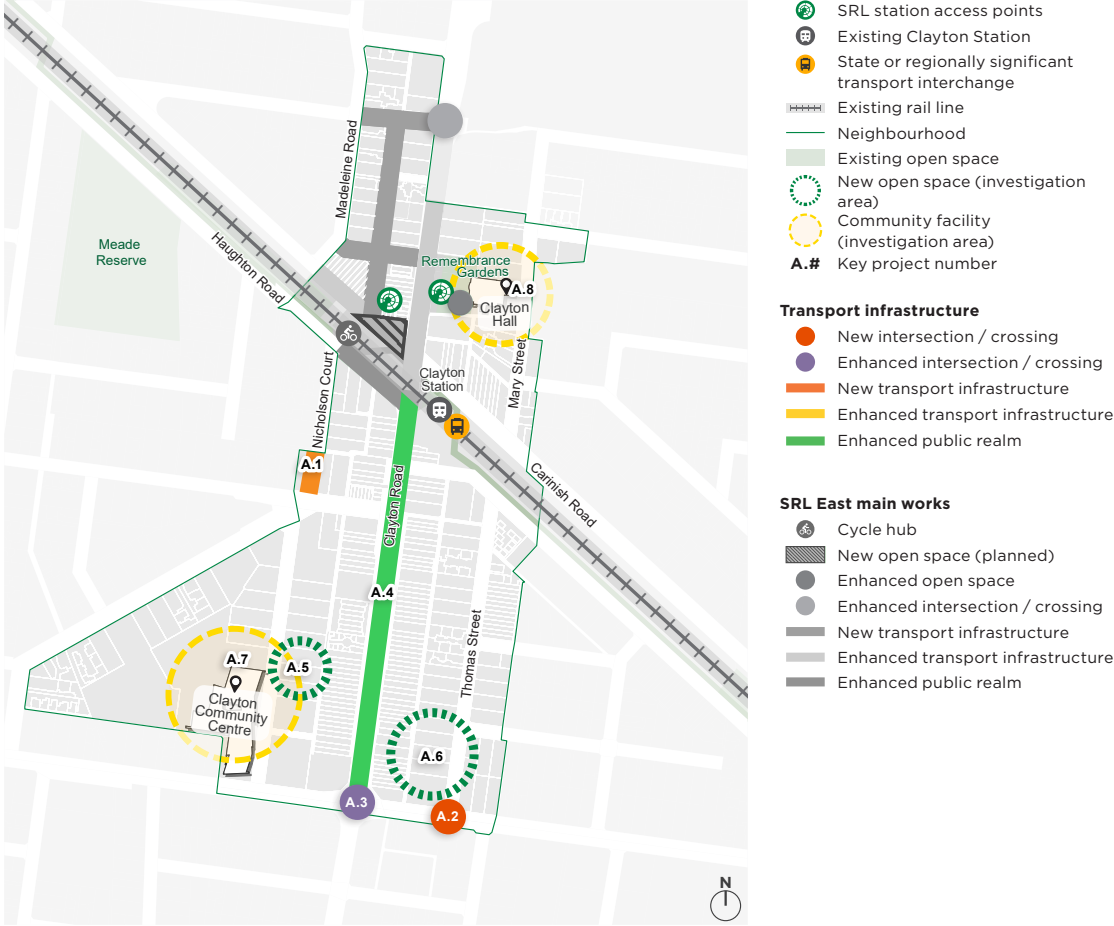 Madeleine Road
Meade
Reserve
Haughton Road
Remembrance
Gardens
A.8
Clayton
Hall
Nicholson Court
Clayton
Station
Mary Street
A.1
Clayton Road
Carinish Road
A.4
Thomas Street
A.7
A.5
Clayton
Community
Centre
A.6
A.3
A.2
N
SRL station access points
Existing Clayton Station
State or regionally significant
transport interchange
Existing rail line
Neighbourhood
Existing open space
New open space (investigation
area)
Community facility
(investigation area)
A.# Key project number
Transport infrastructure
New intersection / crossing
Enhanced intersection / crossing
New transport infrastructure
Enhanced transport infrastructure
Enhanced public realm
SRL East main works
Cycle hub
New open space (planned)
Enhanced open space
Enhanced intersection / crossing
New transport infrastructure
Enhanced transport infrastructure
Enhanced public realm